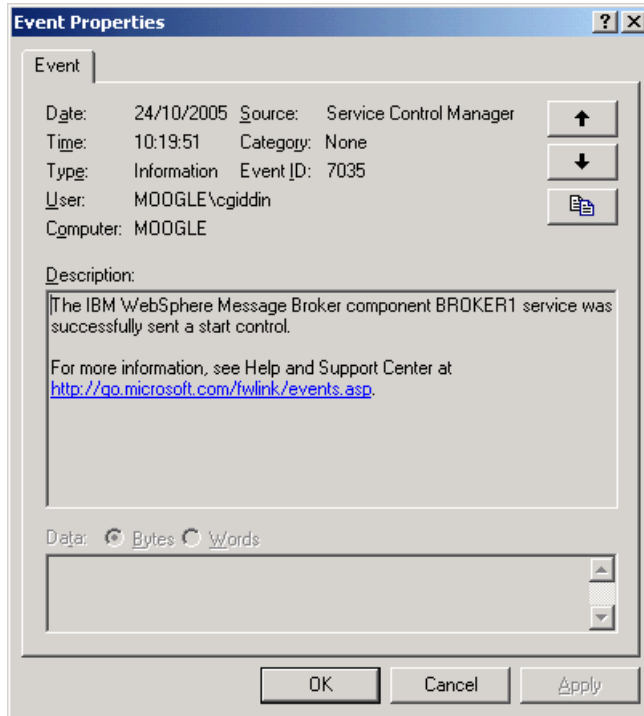 Event Properties
Event
Date: 24/10/2005 Source: Service Control Manager
Time: 10:19:51 Category: None
Type: Information Event ID: 7035
User: MOOGLE\cgiddin
Computer: MOOGLE
Description:
The IBM WebSphere Message Broker component BROKER1 service was
successfully sent a start control.
For more information, see Help and Support Center at
http://go.microsoft.com/fwlink/events.asp.
Data: Bytes Words
OK Cancel Apply